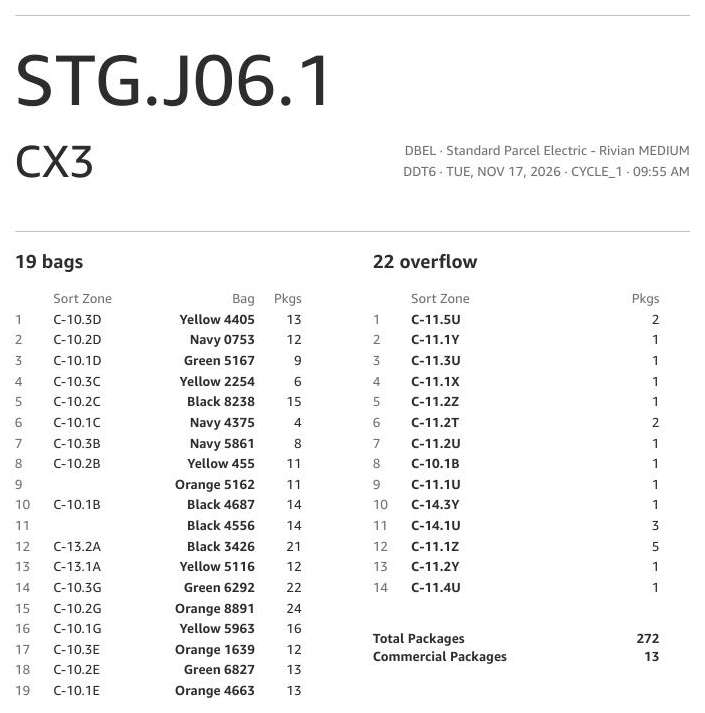 STG.J06.1
CX3
DBEL · Standard Parcel Electric - Rivian MEDIUM
DDT6 · TUE, NOV 17, 2026 · CYCLE_1 · 09:55 AM
19 bags
Sort Zone Bag Pkgs
1 C-10.3D Yellow 4405 13
2 C-10.2D Navy 0753 12
3 C-10.1D Green 5167 9
4 C-10.3C Yellow 2254 6
5 C-10.2C Black 8238 15
6 C-10.1C Navy 4375 4
7 C-10.3B Navy 5861 8
8 C-10.2B Yellow 455 11
9 Orange 5162 11
10 C-10.1B Black 4687 14
11 Black 4556 14
12 C-13.2A Black 3426 21
13 C-13.1A Yellow 5116 12
14 C-10.3G Green 6292 22
15 C-10.2G Orange 8891 24
16 C-10.1G Yellow 5963 16
17 C-10.3E Orange 1639 12
18 C-10.2E Green 6827 13
19 C-10.1E Orange 4663 13
22 overflow
Sort Zone Pkgs
1 C-11.5U 2
2 C-11.1Y 1
3 C-11.3U 1
4 C-11.1X 1
5 C-11.2Z 1
6 C-11.2T 2
7 C-11.2U 1
8 C-10.1B 1
9 C-11.1U 1
10 C-14.3Y 1
11 C-14.1U 3
12 C-11.1Z 5
13 C-11.2Y 1
14 C-11.4U 1
Total Packages 272
Commercial Packages 13